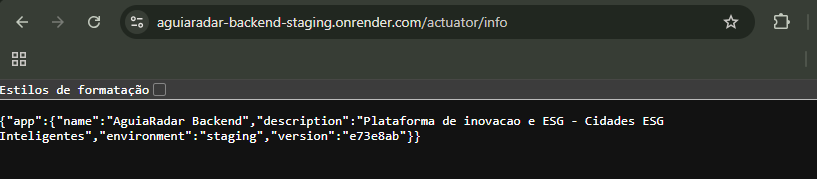 aguiaradar-backend-staging.onrender.com/actuator/info
Estilos de formatação
{"app":{"name":"AguiaRadar Backend","description":"Plataforma de inovacao e ESG - Cidades ESG
Inteligentes","environment":"staging","version":"e73e8ab"}}